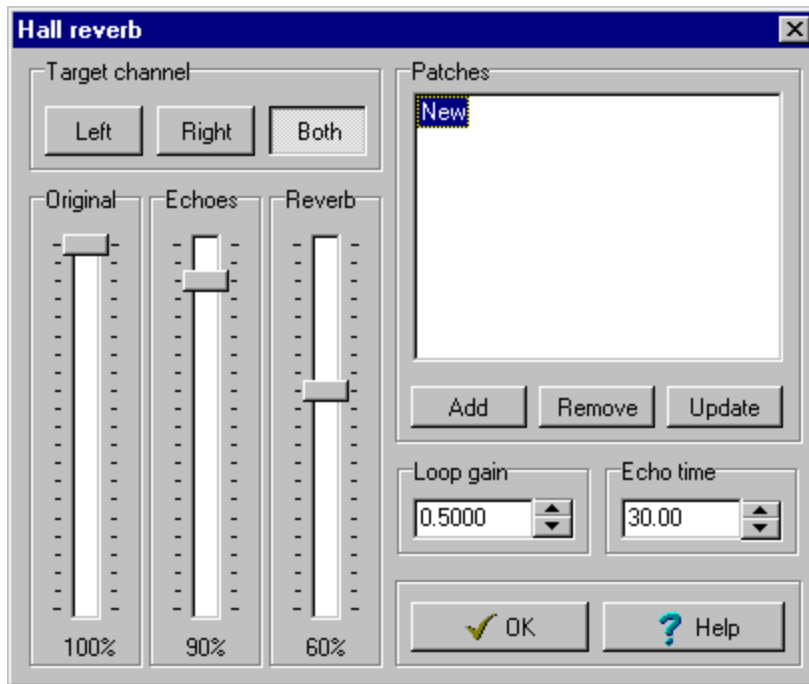 Hall reverb
Target channel
Left
Right
Both
Original
Echoes
Reverb
100%
90%
60%
Patches
New
Add
Remove
Update
Loop gain
0.5000
Echo time
30.00
OK
Help